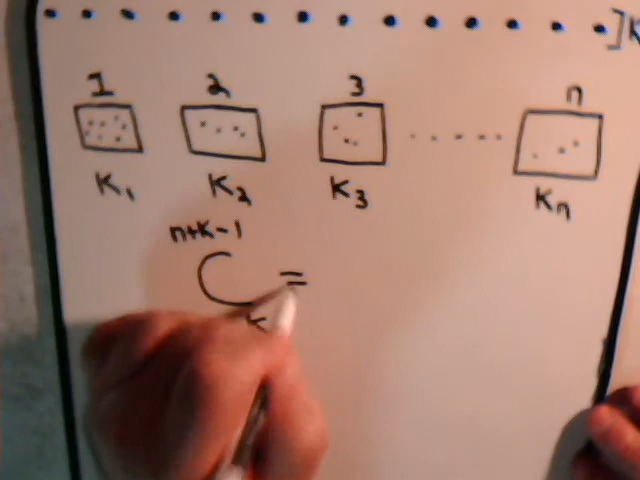 ]K
1 2 3 n
K₁ K₂ K₃ Kₙ
n+K-1
C =
K